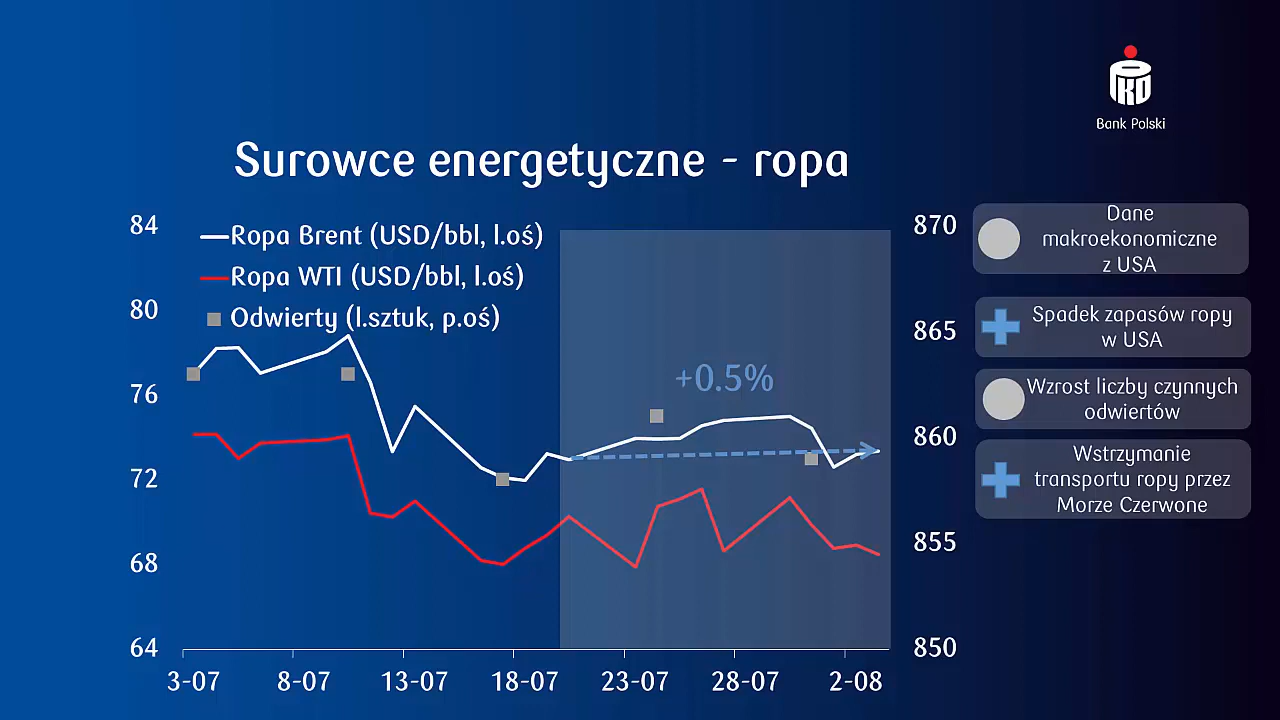 PKO
Bank Polski
Surowce energetyczne - ropa
84
80
76
72
68
64
Ropa Brent (USD/bbl, l.oś)
Ropa WTI (USD/bbl, l.oś)
Odwierty (l.sztuk, p.oś)
+0.5%
870
865
860
855
850
3-07
8-07
13-07
18-07
23-07
28-07
2-08
Dane
makroekonomiczne
z USA
Spadek zapasów ropy
w USA
Wzrost liczby czynnych
odwiertów
Wstrzymanie
transportu ropy przez
Morze Czerwone